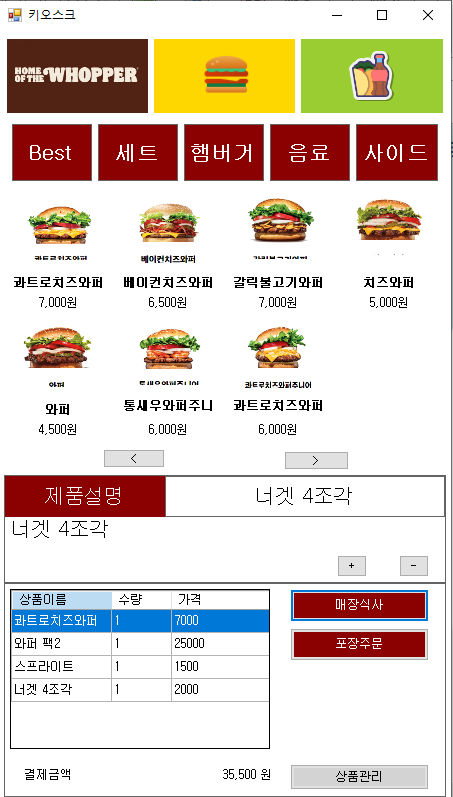 키오스크
HOME OF THE WHOPPER
Best 세트 햄버거 음료 사이드
콰트로치즈와퍼 베이컨치즈와퍼 갈릭불고기와퍼
콰트로치즈와퍼 베이컨치즈와퍼 갈릭불고기와퍼 치즈와퍼
7,000원 6,500원 7,000원 5,000원
와퍼 통새우와퍼주니어 콰트로치즈와퍼주니어
와퍼 통새우와퍼주니 콰트로치즈와퍼
4,500원 6,000원 6,000원
< >
제품설명 너겟 4조각
너겟 4조각
+ -
상품이름 수량 가격
콰트로치즈와퍼 1 7000
와퍼 팩2 1 25000
스프라이트 1 1500
너겟 4조각 1 2000
매장식사
포장주문
결제금액 35,500 원
상품관리